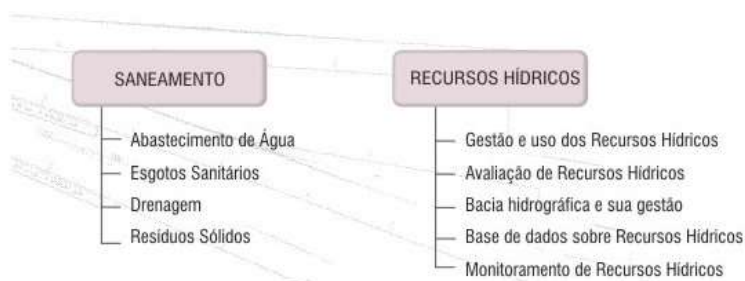 SANEAMENTO
Abastecimento de Água
Esgotos Sanitários
Drenagem
Resíduos Sólidos
RECURSOS HÍDRICOS
Gestão e uso dos Recursos Hídricos
Avaliação de Recursos Hídricos
Bacia hidrográfica e sua gestão
Base de dados sobre Recursos Hídricos
Monitoramento de Recursos Hídricos